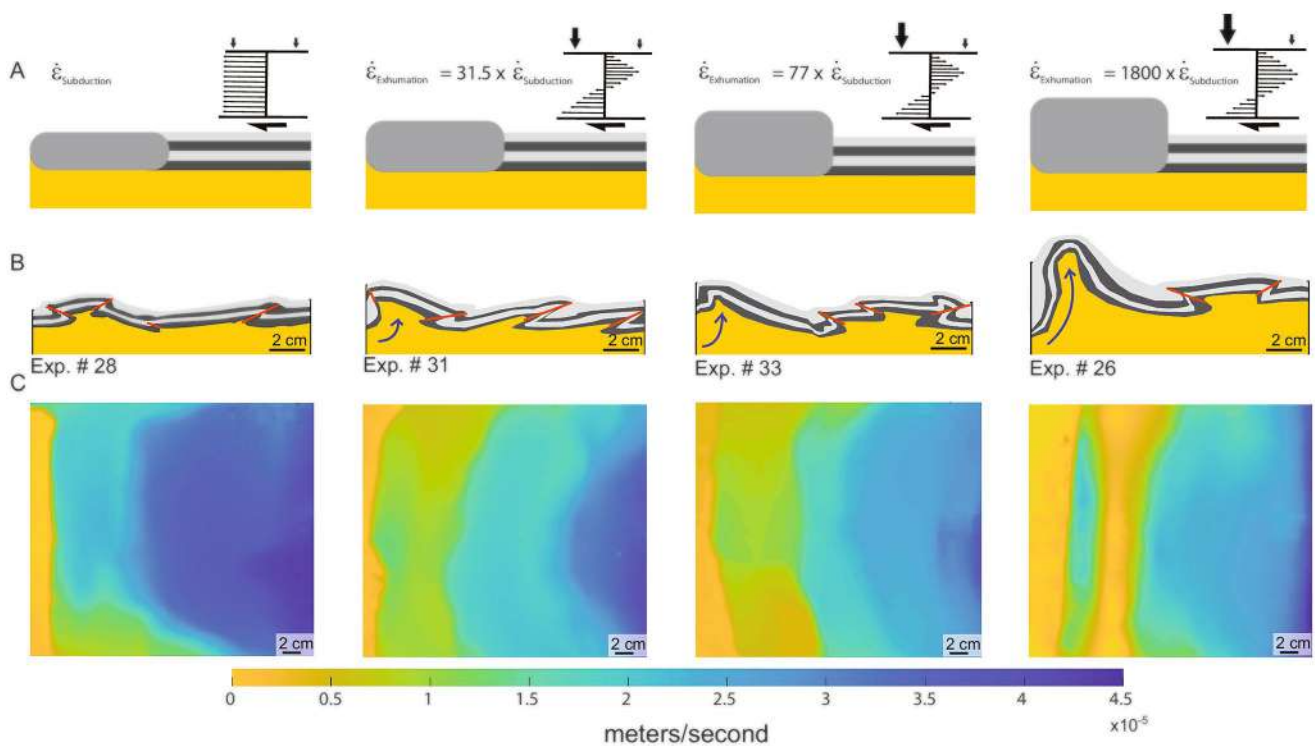 A
ε̇Subduction
ε̇Exhumation = 31.5 x ε̇Subduction
ε̇Exhumation = 77 x ε̇Subduction
ε̇Exhumation = 1800 x ε̇Subduction
B
2 cm
2 cm
2 cm
2 cm
Exp. # 28
Exp. # 31
Exp. # 33
Exp. # 26
C
2 cm
2 cm
2 cm
2 cm
0 0.5 1 1.5 2 2.5 3 3.5 4 4.5
x10⁻⁵
meters/second